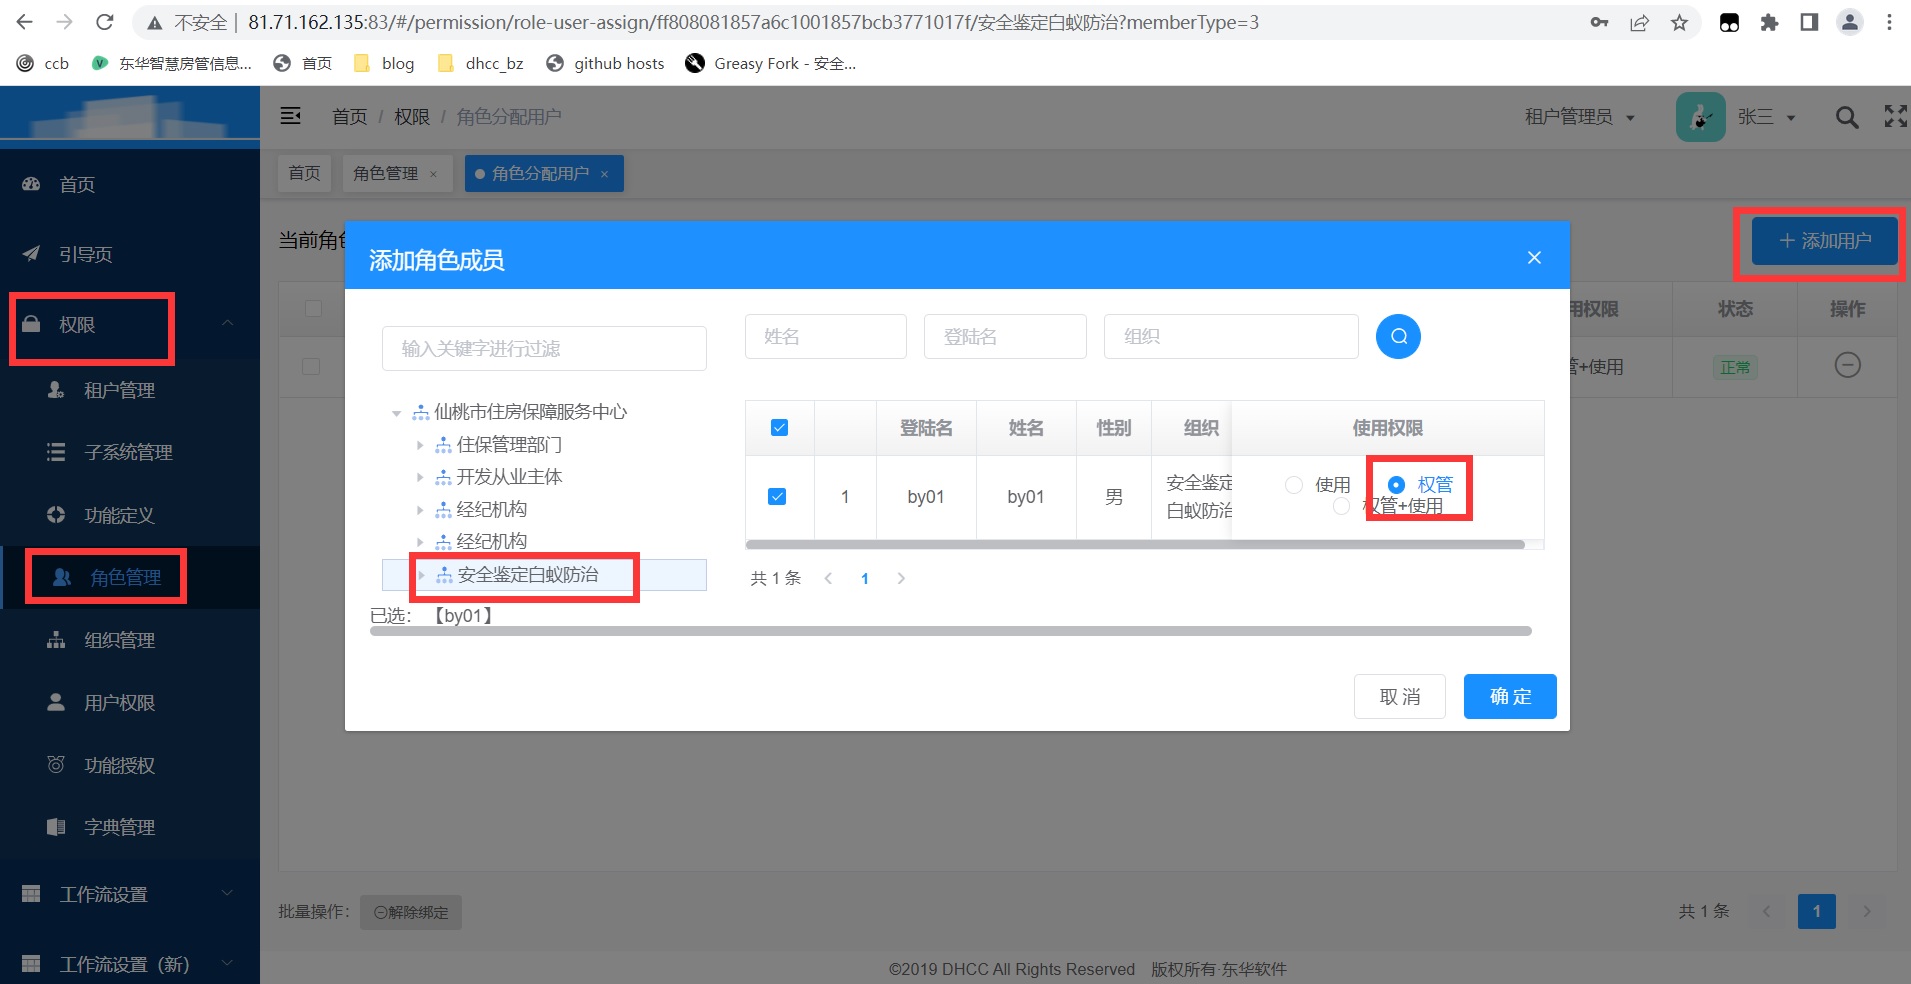 不安全 | 81.71.162.135:83/#/permission/role-user-assign/ff808081857a6c1001857bcb3771017f/安全鉴定白蚁防治?memberType=3
ccb 东华智慧房管信息... 首页 blog dhcc_bz github hosts Greasy Fork - 安全...
首页 / 权限 / 角色分配用户 租户管理员 张三
首页 角色管理 × 角色分配用户 ×
首页
引导页
权限
租户管理
子系统管理
功能定义
角色管理
组织管理
用户权限
功能授权
字典管理
工作流设置
工作流设置（新）
当前角色
添加用户
用权限 状态 操作
管+使用 正常
添加角色成员
输入关键字进行过滤
姓名 登陆名 组织
仙桃市住房保障服务中心
住保管理部门
开发从业主体
经纪机构
经纪机构
安全鉴定白蚁防治
登陆名 姓名 性别 组织 使用权限
1 by01 by01 男 安全鉴定 使用 权管
白蚁防治 权管+使用
共 1 条 1
已选： 【by01】
取 消 确 定
批量操作： 解除绑定
共 1 条 1
©2019 DHCC All Rights Reserved 版权所有·东华软件